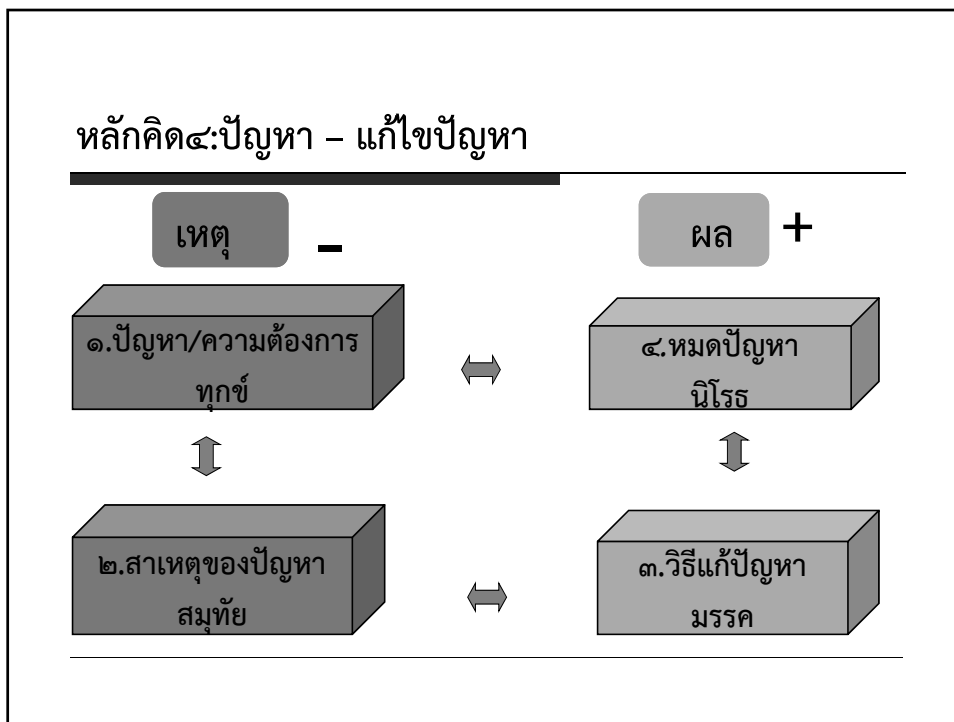 หลักคิด๔:ปัญหา – แก้ไขปัญหา
เหตุ -
ผล +
๑.ปัญหา/ความต้องการ
ทุกข์
๔.หมดปัญหา
นิโรธ
๒.สาเหตุของปัญหา
สมุทัย
๓.วิธีแก้ปัญหา
มรรค